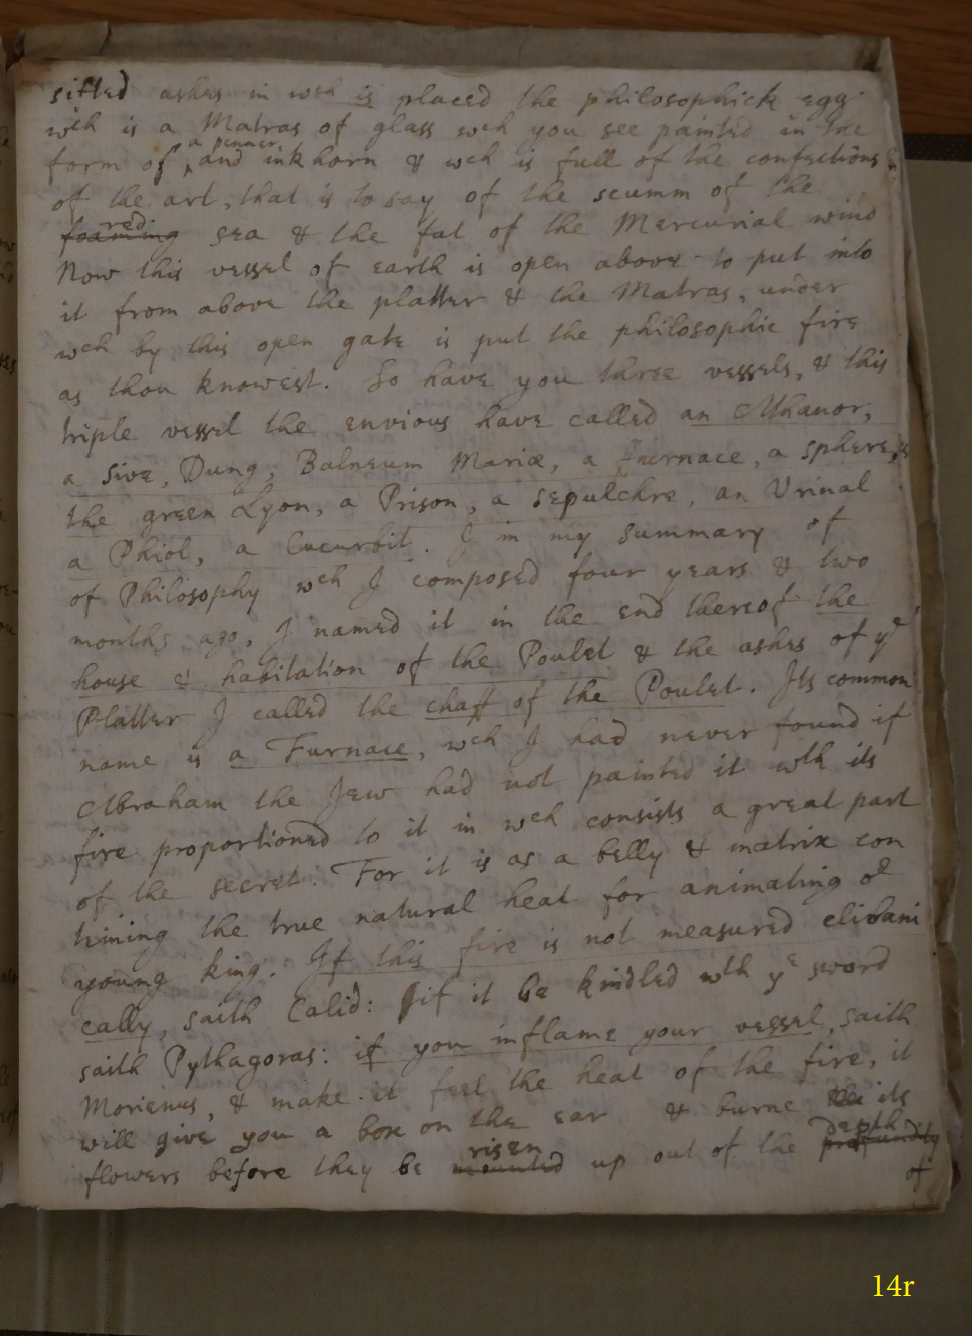 sifted ashes in wch is placed the philosophick egg
wch is a Matras of glass wch you see painted in the
form of a penner and inkhorn & wch is full of the confections
of the art, that is to say of the scumm of the
foaming red sea & the fat of the Mercurial wind
Now this vessel of earth is open above to put into
it from above the platter & the Matras, under
wch by this open gate is put the philosophic fire
as thou knowest. So have you three vessels, & this
triple vessel the envious have called an Athanor,
a sive, Dung, Balneum Mariæ, a furnace, a sphere,
the green Lyon, a Prison, a sepulchre, an Urinal
a Phiol, a Cucurbit. I in my summary of
of Philosophy wch I composed four years & two
months ago, I named it in the end thereof the
house & habitation of the Poulet & the ashes of ye
Platter I called the chaff of the Poulet. Its common
name is a Furnace, wch I had never found if
Abraham the Jew had not painted it wth its
fire proportioned to it in wch consists a great part
of the secret. For it is as a belly & matrix con
teining the true natural heat for animating oe
young king. If this fire is not measured clibani
cally, saith Calid: if it be kindled wth ye sword
saith Pythagoras: if you inflame your vessel, saith
Morienus, & make it feel the heat of the fire, it
will give you a box on the ear & burne its
flowers before they be mounted risen up out of the profundity depth
of
14r